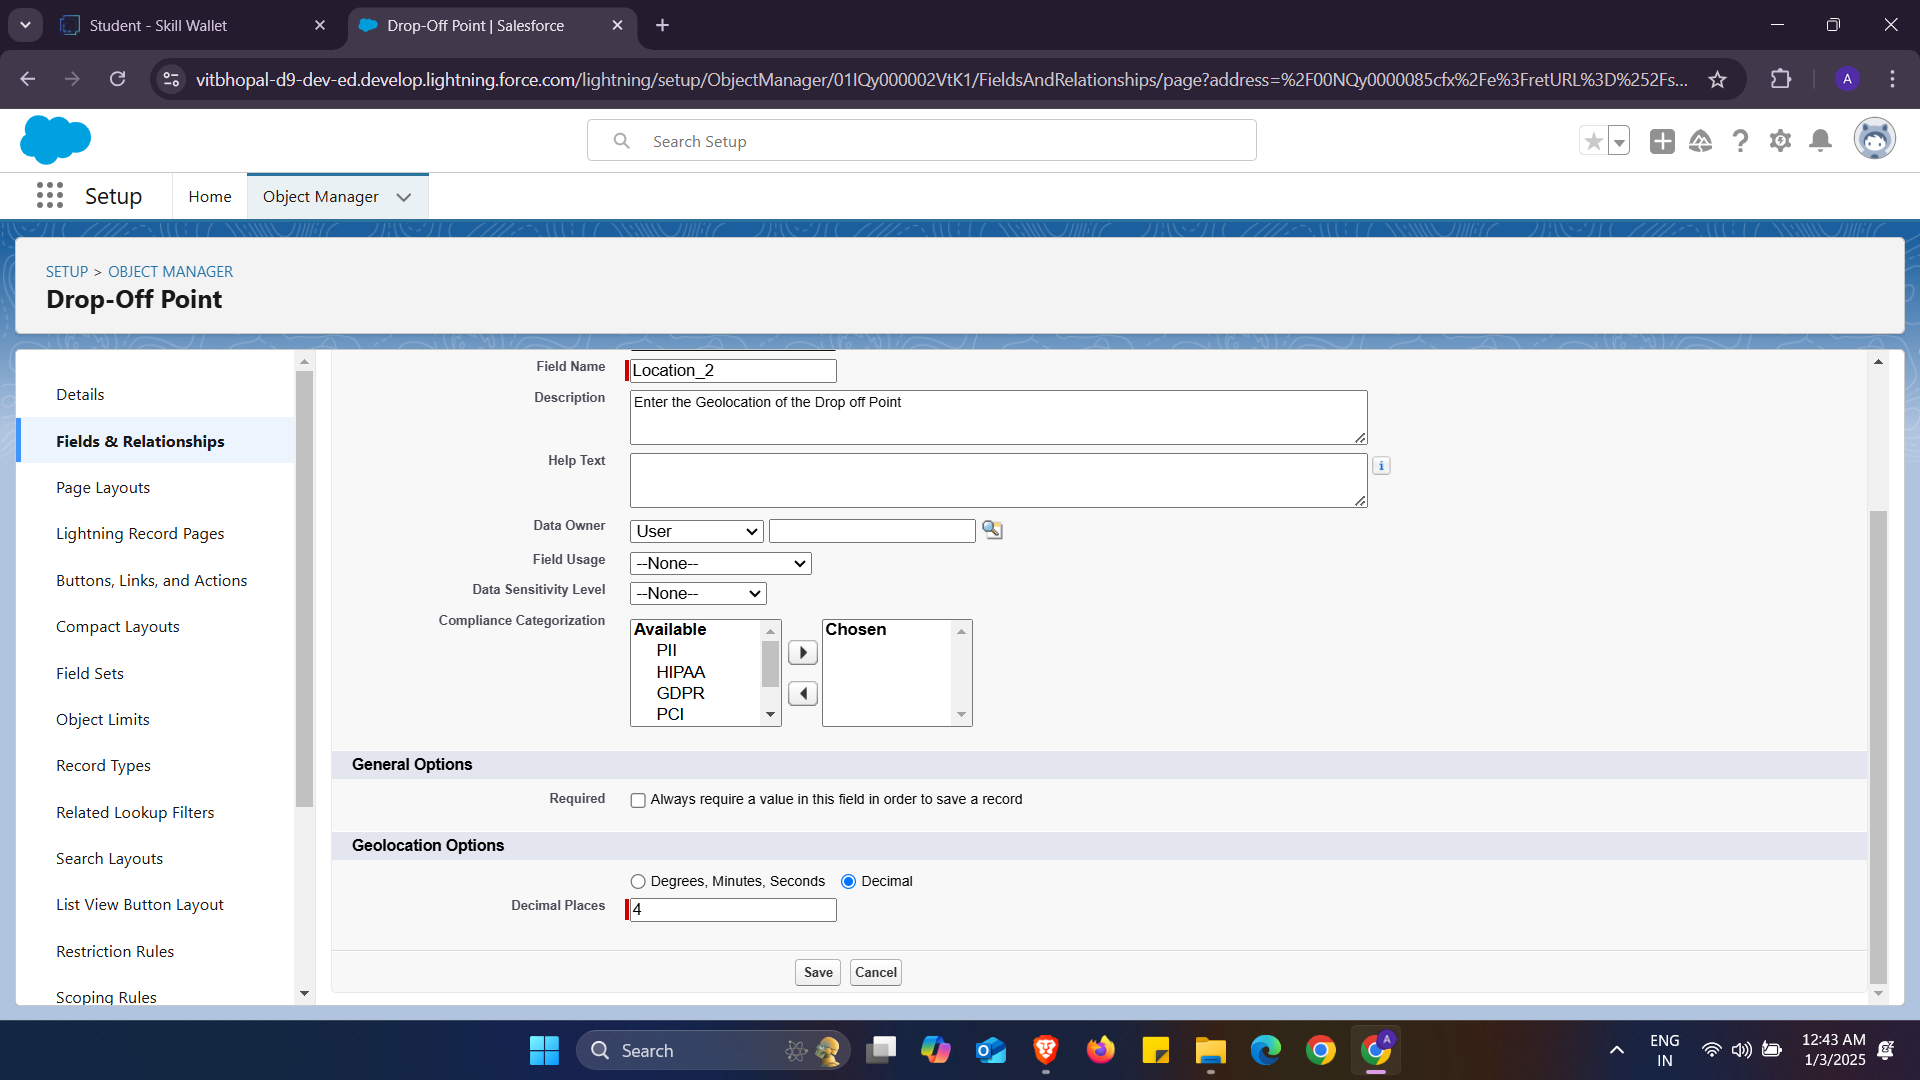 Student - Skill Wallet
Drop-Off Point | Salesforce
vitbhopal-d9-dev-ed.develop.lightning.force.com/lightning/setup/ObjectManager/01IQy000002VtK1/FieldsAndRelationships/page?address=%2F00NQy0000085cfx%2Fe%3FretURL%3D%252Fs...
A
Search Setup
Setup
Home
Object Manager
SETUP > OBJECT MANAGER
Drop-Off Point
Details
Fields & Relationships
Page Layouts
Lightning Record Pages
Buttons, Links, and Actions
Compact Layouts
Field Sets
Object Limits
Record Types
Related Lookup Filters
Search Layouts
List View Button Layout
Restriction Rules
Scoping Rules
Field Name
Location_2
Description
Enter the Geolocation of the Drop off Point
Help Text
i
Data Owner
User
Field Usage
--None--
Data Sensitivity Level
--None--
Compliance Categorization
Available
PII
HIPAA
GDPR
PCI
Chosen
General Options
Required
Always require a value in this field in order to save a record
Geolocation Options
Degrees, Minutes, Seconds
Decimal
Decimal Places
4
Save
Cancel
Search
A
ENG
IN
12:43 AM
1/3/2025